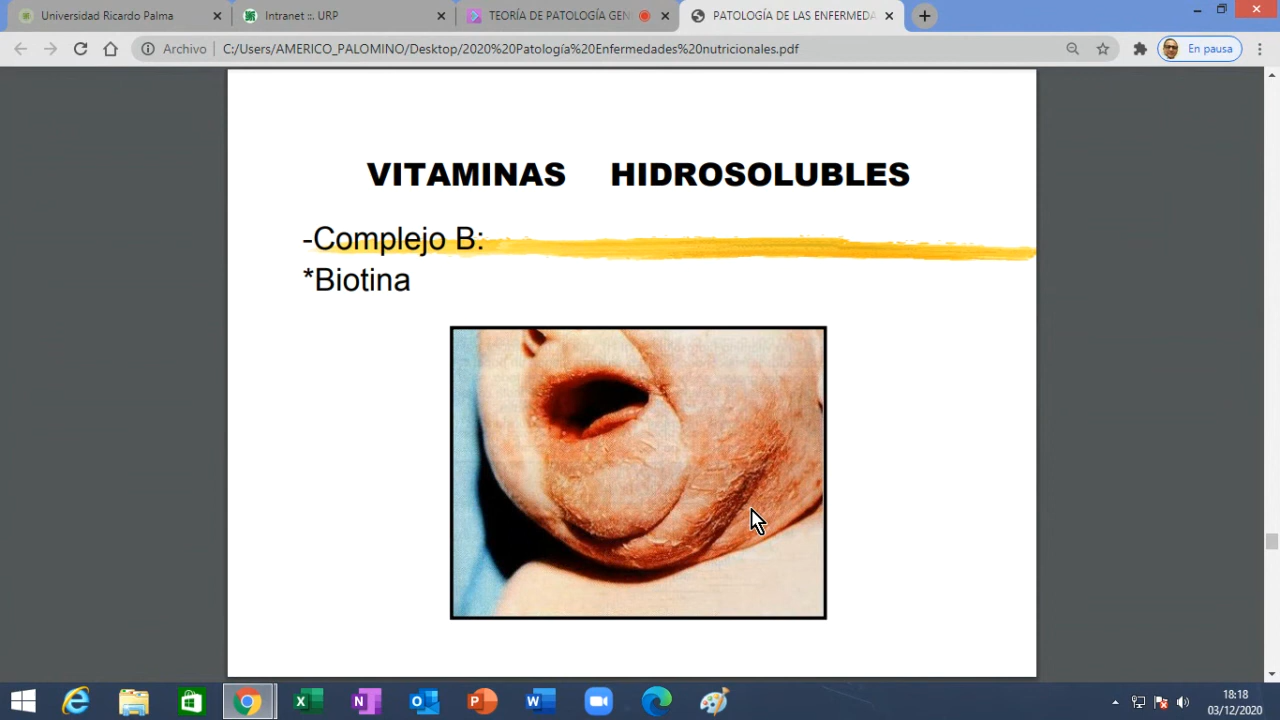 Universidad Ricardo Palma
Intranet ::. URP
TEORÍA DE PATOLOGÍA GEN
PATOLOGÍA DE LAS ENFERMEDA
Archivo
C:/Users/AMERICO_PALOMINO/Desktop/2020%20Patología%20Enfermedades%20nutricionales.pdf
En pausa
VITAMINAS HIDROSOLUBLES
-Complejo B:
*Biotina
18:18
03/12/2020